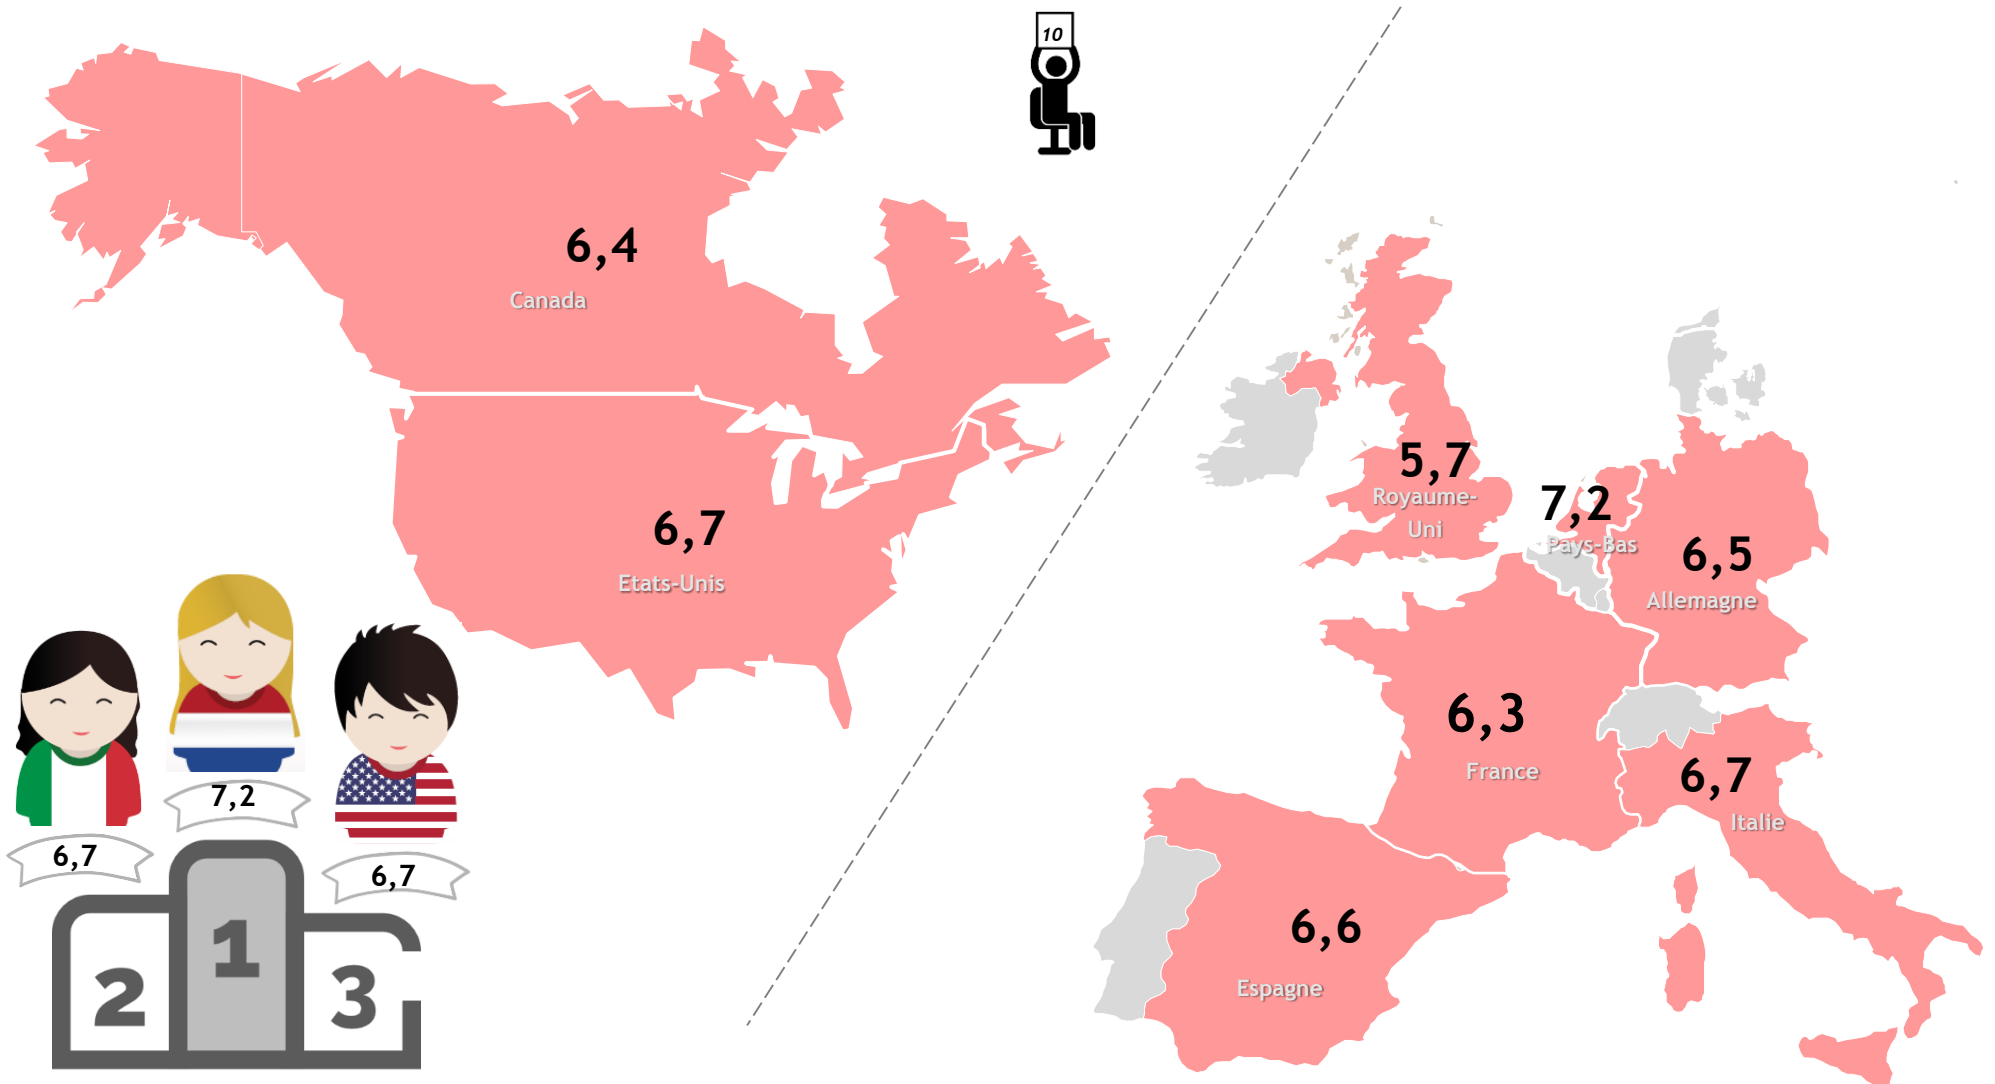 10
6,4
Canada
6,7
Etats-Unis
5,7
Royaume-
Uni
7,2
Pays-Bas
6,5
Allemagne
6,3
France
6,7
Italie
6,6
Espagne
7,2
6,7
6,7
1
2
3